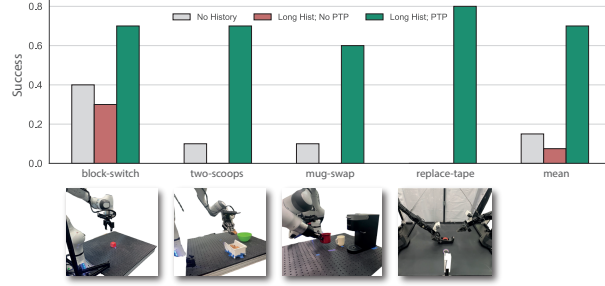 0.8
No History
Long Hist; No PTP
Long Hist; PTP
0.6
0.4
0.2
0.0
Success
block-switch
two-scoops
mug-swap
replace-tape
mean